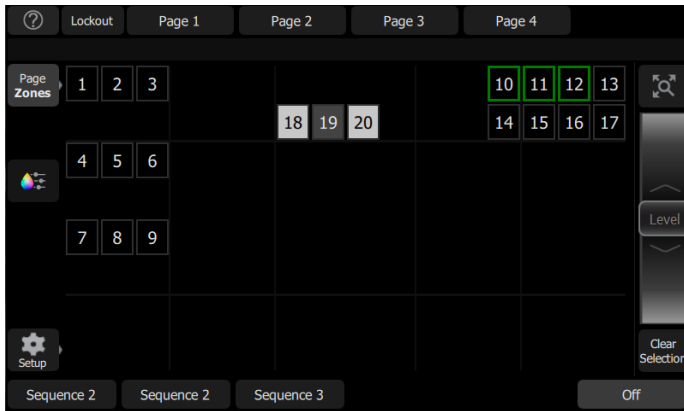 Lockout Page 1 Page 2 Page 3 Page 4
Page
Zones
1 2 3 10 11 12 13
18 19 20 14 15 16 17
4 5 6
Level
7 8 9
Setup
Clear
Selection
Sequence 2 Sequence 2 Sequence 3 Off